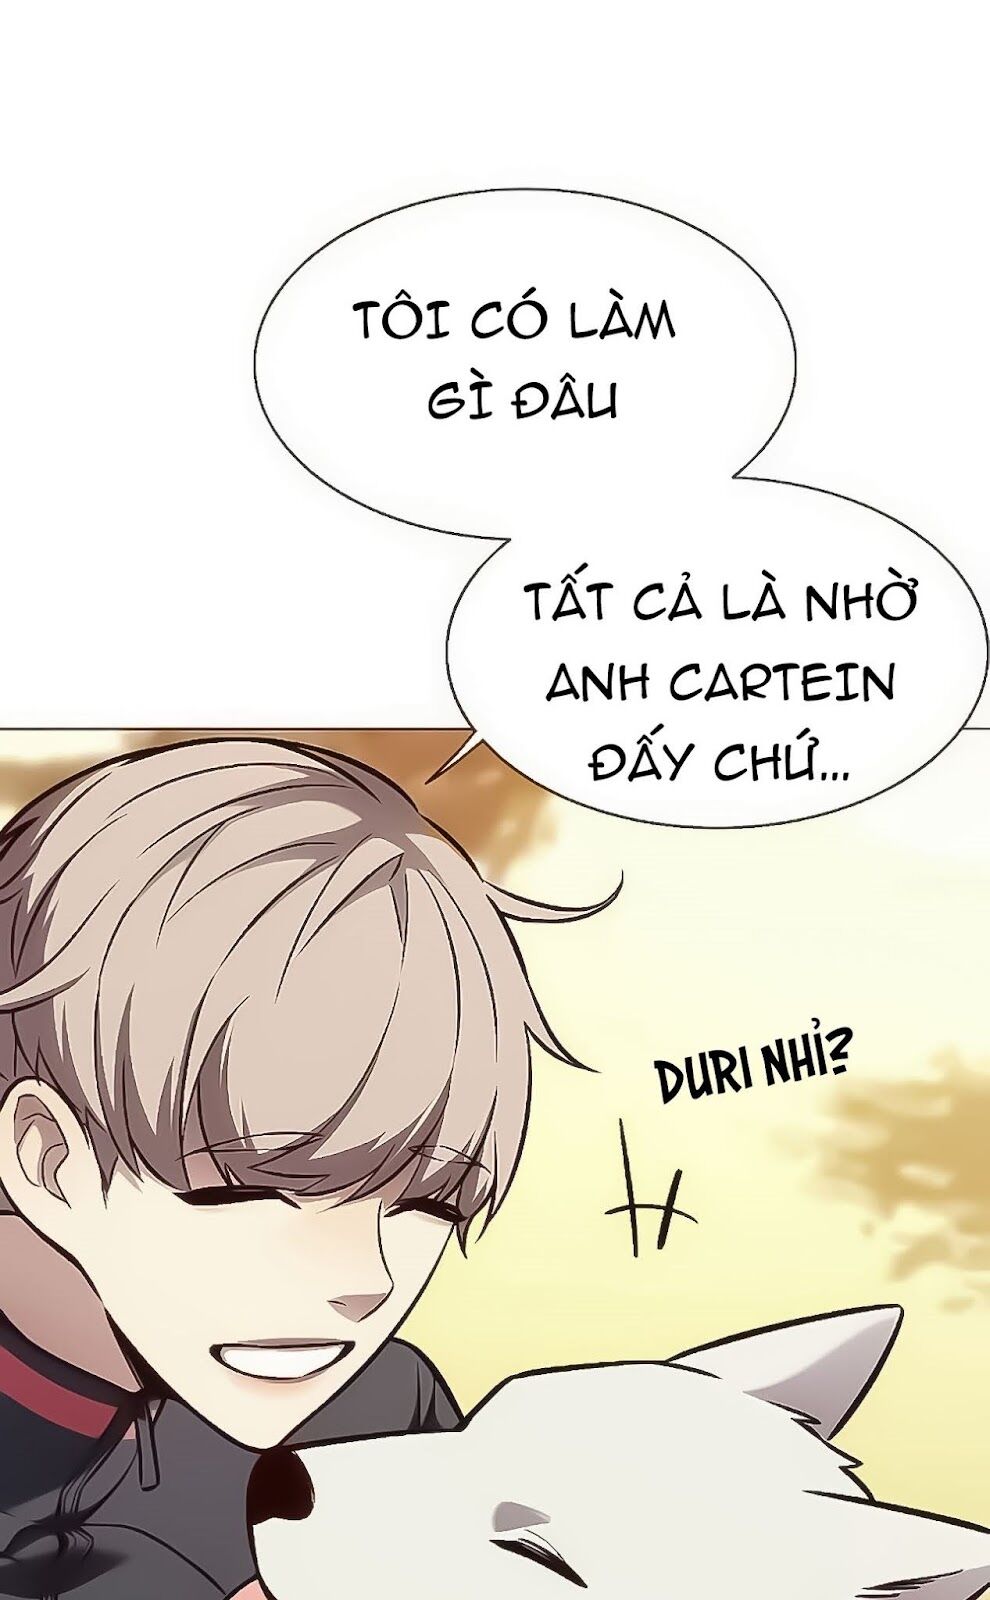 TÔI CÓ LÀM
GÌ ĐÂU
TẤT CẢ LÀ NHỜ
ANH CARTEIN
ĐẤY CHỨ...
DURI NHỈ?